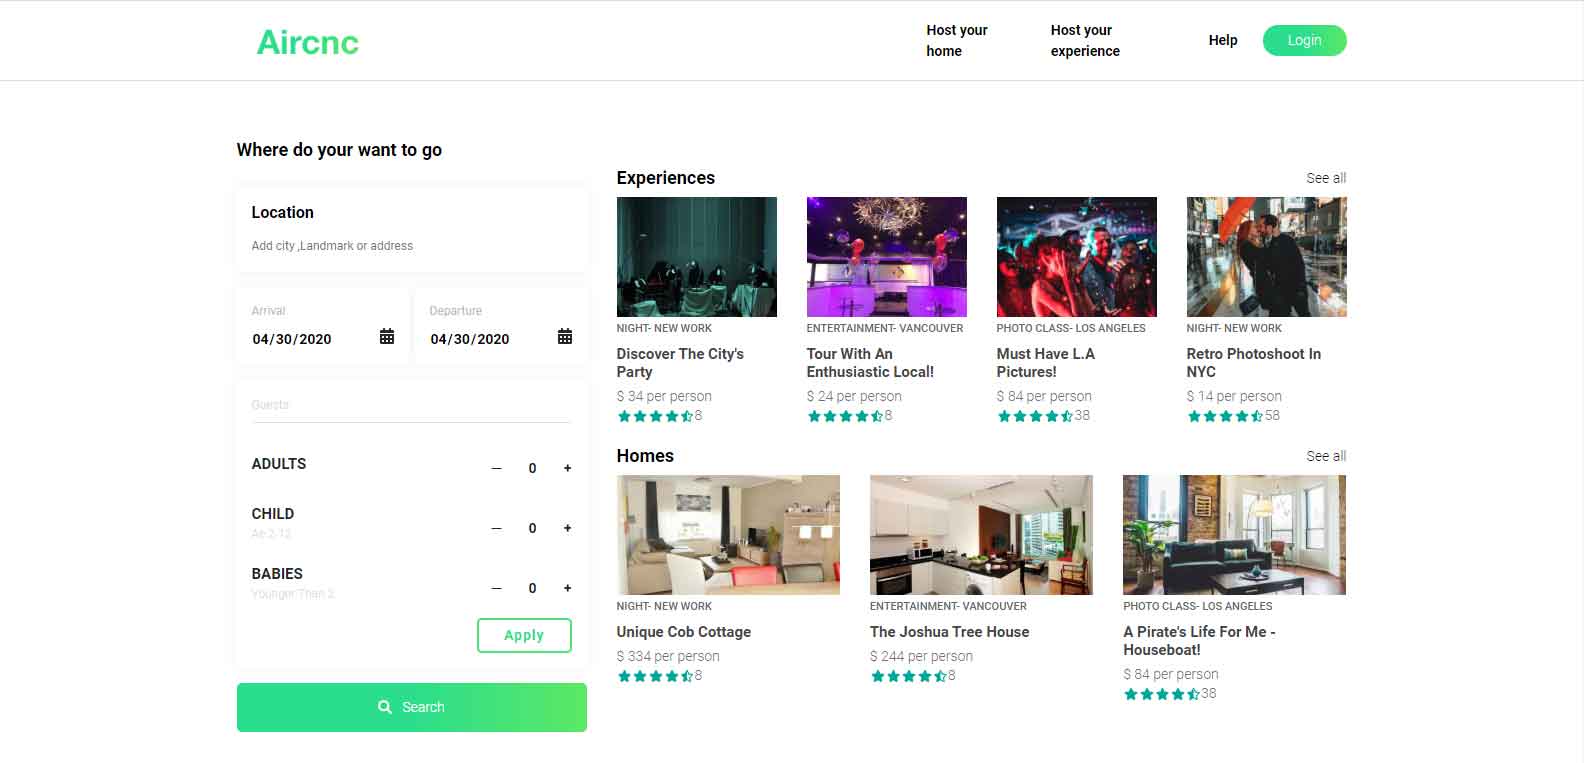 Aircnc
Host your
home
Host your
experience
Help
Login
Where do your want to go
Location
Add city ,Landmark or address
Arrival
04/30/2020
Departure
04/30/2020
Guests
ADULTS
— 0 +
CHILD
Ae 2-12
— 0 +
BABIES
Younger Than 2
— 0 +
Apply
Search
Experiences
See all
NIGHT- NEW WORK
Discover The City's
Party
$ 34 per person
8
ENTERTAINMENT- VANCOUVER
Tour With An
Enthusiastic Local!
$ 24 per person
8
PHOTO CLASS- LOS ANGELES
Must Have L.A
Pictures!
$ 84 per person
38
NIGHT- NEW WORK
Retro Photoshoot In
NYC
$ 14 per person
58
Homes
See all
NIGHT- NEW WORK
Unique Cob Cottage
$ 334 per person
8
ENTERTAINMENT- VANCOUVER
The Joshua Tree House
$ 244 per person
8
PHOTO CLASS- LOS ANGELES
A Pirate's Life For Me -
Houseboat!
$ 84 per person
38